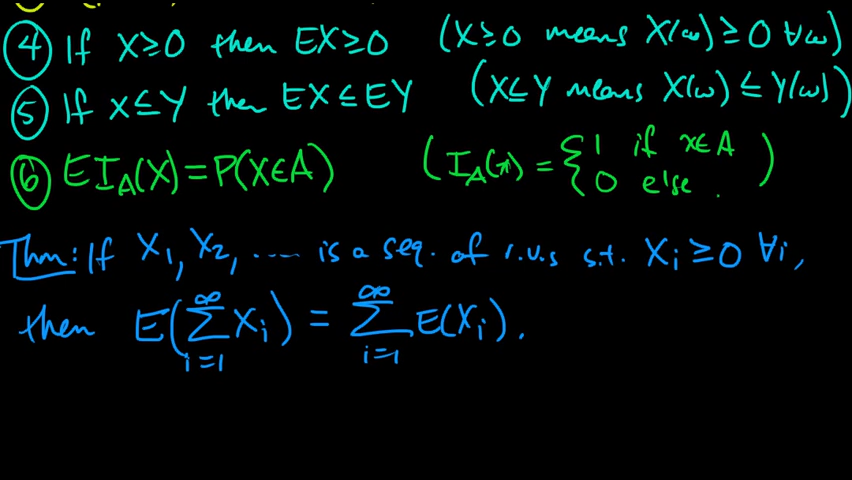 ④ If X≥0 then EX≥0 (X≥0 means X(ω)≥0 ∀ω)
⑤ If X≤Y then EX≤EY (X≤Y means X(ω)≤Y(ω))
⑥ EI_A(X)=P(X∈A) (I_A(x)={1 if x∈A
0 else.)
Thm: If X₁, X₂, ..... is a seq. of r.v.s s.t. Xᵢ≥0 ∀i,
then E(∑_{i=1}^{∞} Xᵢ) = ∑_{i=1}^{∞} E(Xᵢ).